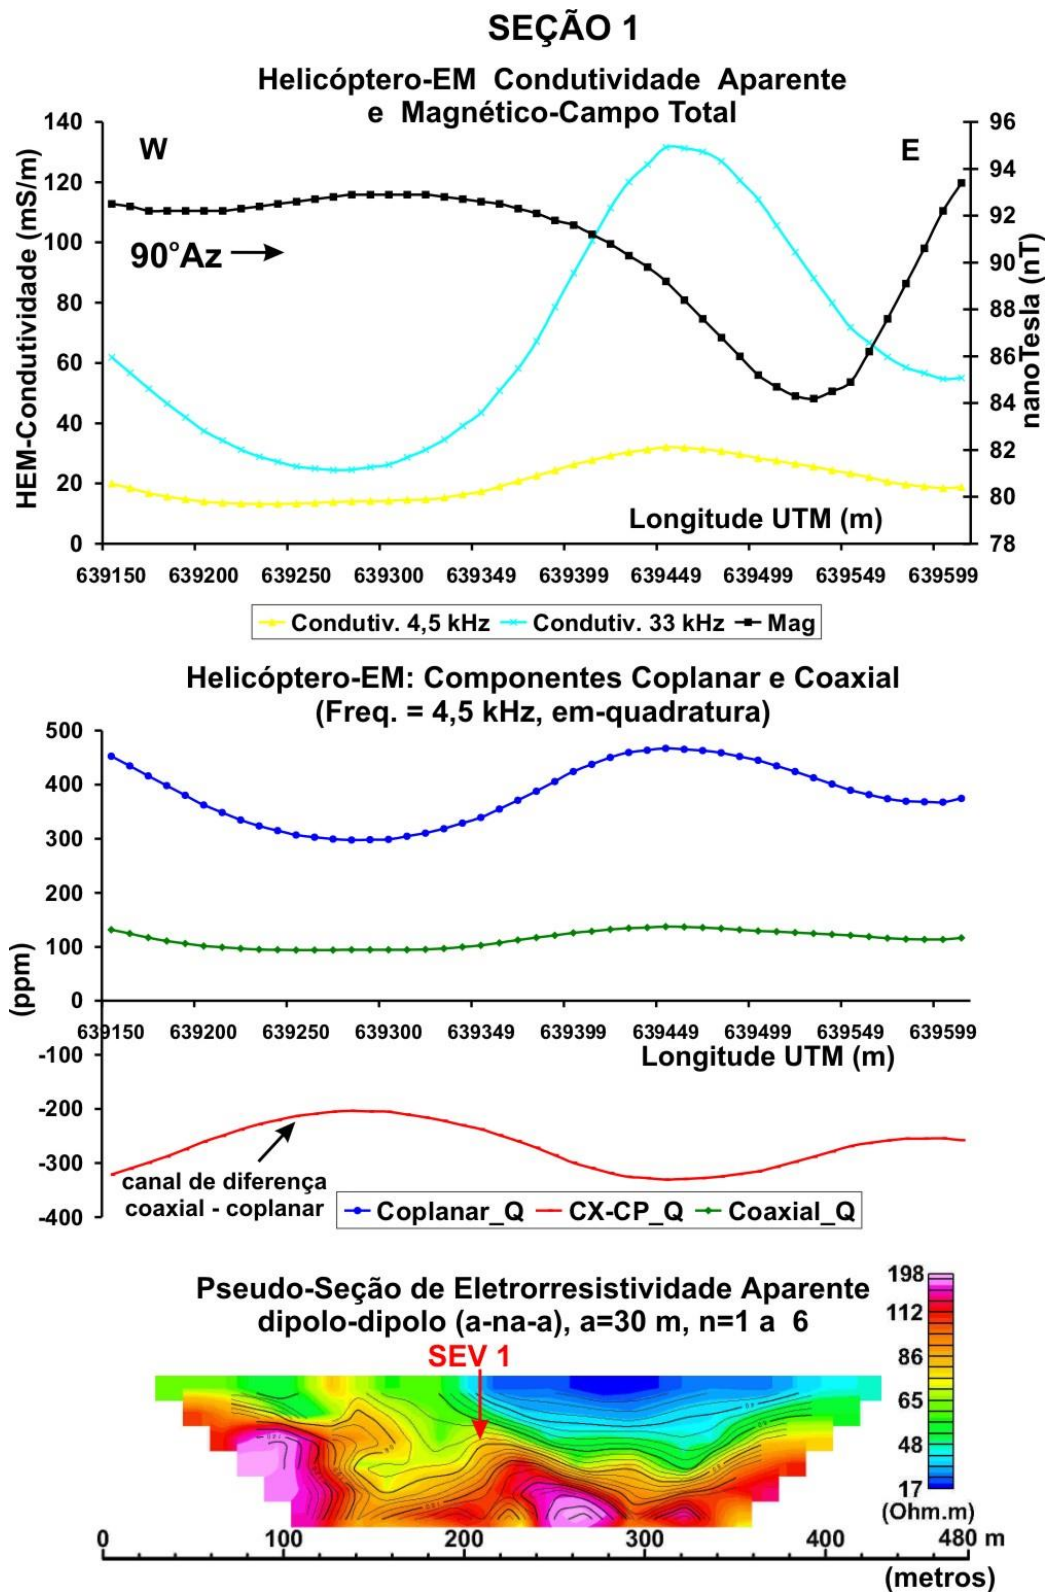 SEÇÃO 1
Helicóptero-EM Condutividade Aparente
e Magnético-Campo Total
HEM-Condutividade (mS/m)
140
120
100
80
60
40
20
0
W
E
90°Az
96
95
92
90
86
83
82
80
78
nanoTesla (nT)
Longitude UTM (m)
639150 639200 639250 639300 639349 639399 639449 639499 639549 639599
Condutiv. 4,5 kHz Condutiv. 33 kHz Mag
Helicóptero-EM: Componentes Coplanar e Coaxial
(Freq. = 4,5 kHz, em-quadratura)
(ppm)
500
400
300
200
100
0
639150 639200 639250 639300 639349 639399 639449 639499 639549 639599
-100
Longitude UTM (m)
-200
-300
-400
canal de diferença
coaxial - coplanar
Coplanar_Q CX-CP_Q Coaxial_Q
Pseudo-Seção de Eletrorresistividade Aparente
dipolo-dipolo (a-na-a), a=30 m, n=1 a 6
SEV 1
198
112
86
65
48
17
(Ohm.m)
0 100 200 300 400 480 m
(metros)